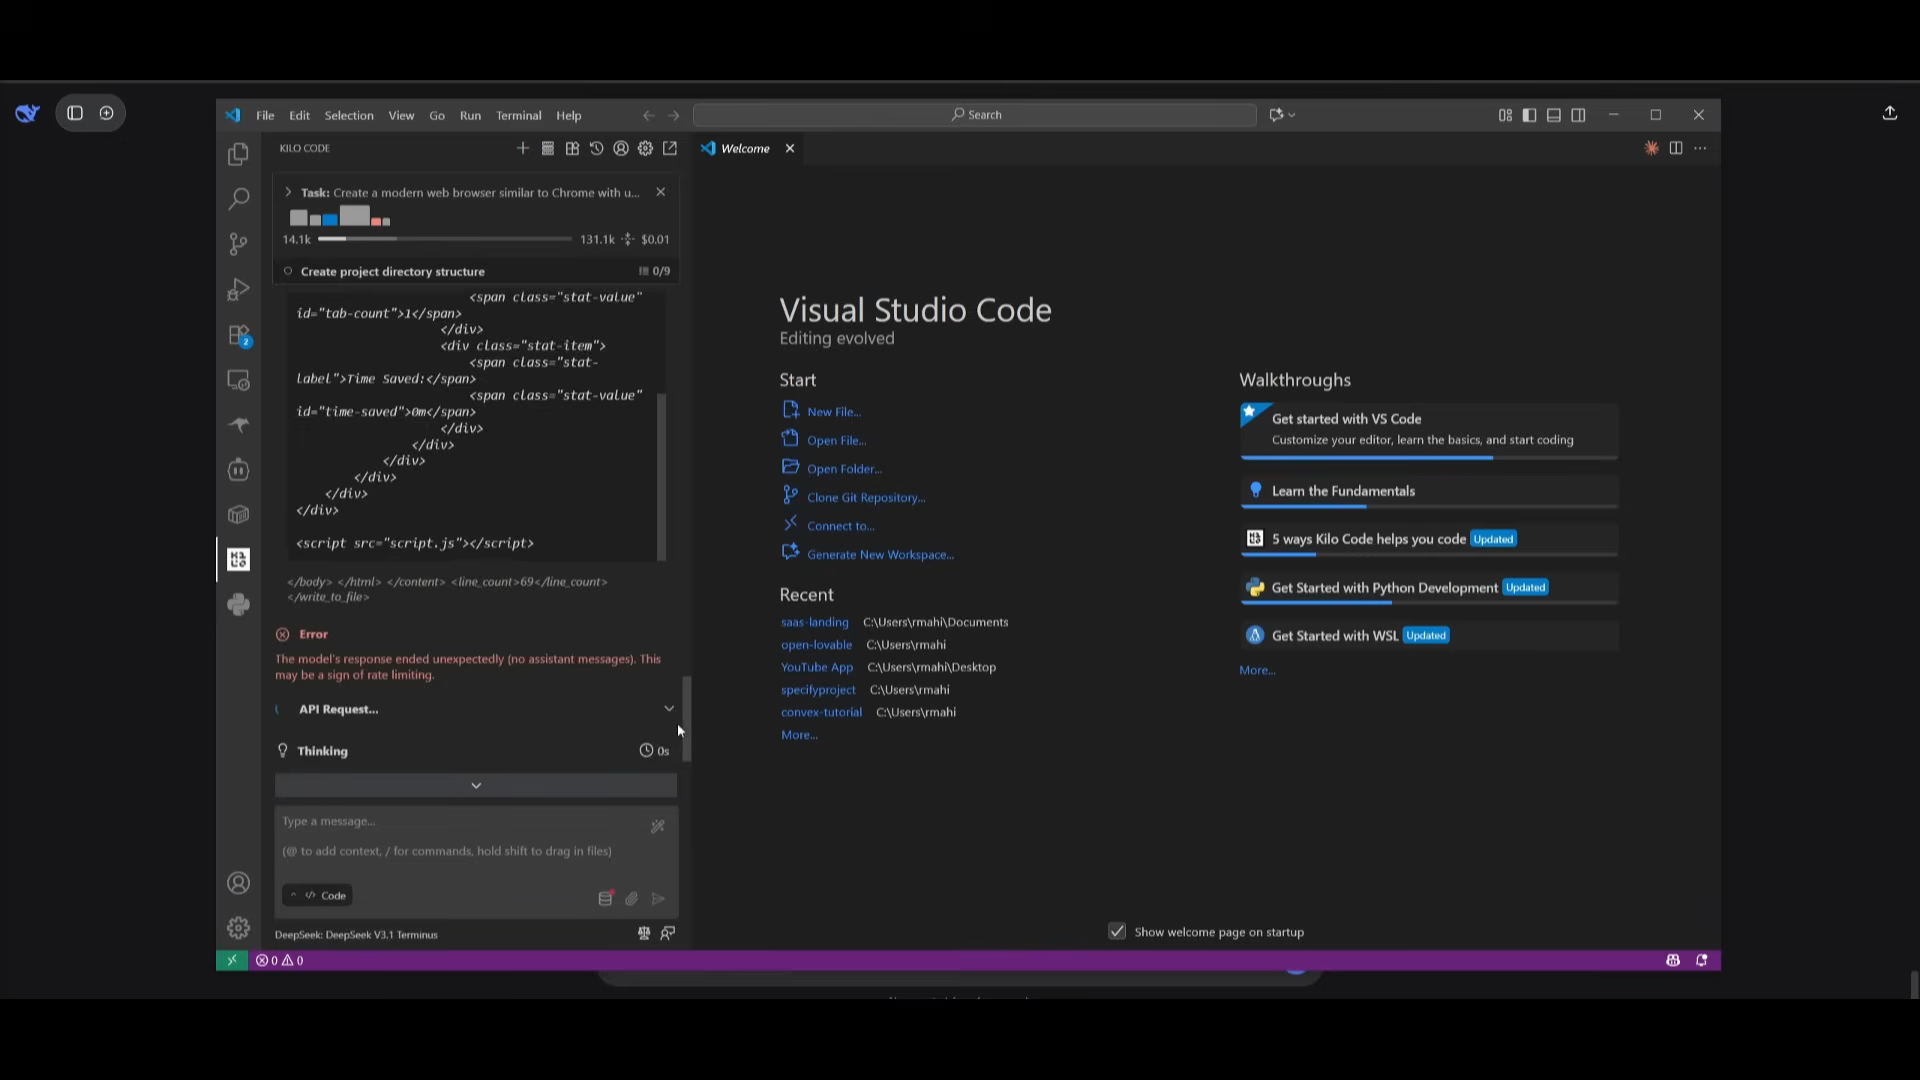 File Edit Selection View Go Run Terminal Help
Search
KILO CODE
Task: Create a modern web browser similar to Chrome with u...
14.1k 131.1k $0.01
Create project directory structure 0/9
<span class="stat-value"
id="tab-count">1</span>
</div>
<div class="stat-item">
<span class="stat-
label">Time Saved:</span>
<span class="stat-value"
id="time-saved">0m</span>
</div>
</div>
</div>
</div>
</div>
</div>
<script src="script.js"></script>
</body> </html> </content> <line_count>69</line_count>
</write_to_file>
Error
The model's response ended unexpectedly (no assistant messages). This
may be a sign of rate limiting.
API Request...
Thinking 0s
Type a message...
(@ to add context, / for commands, hold shift to drag in files)
Code
DeepSeek: DeepSeek V3.1 Terminus
2
0 0
Welcome
Visual Studio Code
Editing evolved
Start
New File...
Open File...
Open Folder...
Clone Git Repository...
Connect to...
Generate New Workspace...
Recent
saas-landing C:\Users\rmahi\Documents
open-lovable C:\Users\rmahi
YouTube App C:\Users\rmahi\Desktop
specifyproject C:\Users\rmahi
convex-tutorial C:\Users\rmahi
More...
Walkthroughs
Get started with VS Code
Customize your editor, learn the basics, and start coding
Learn the Fundamentals
5 ways Kilo Code helps you code Updated
Get Started with Python Development Updated
Get Started with WSL Updated
More...
Show welcome page on startup